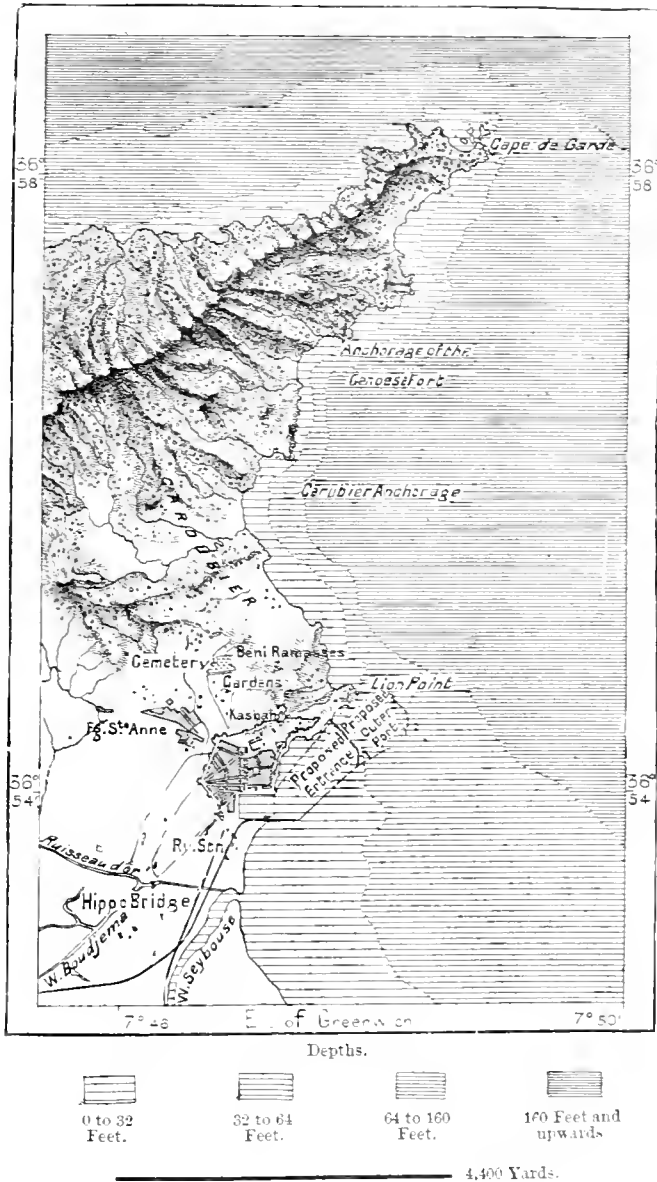 Cape de Garde
36°
58
36°
58
Anchorage of the
Genoese Fort
Carubier Anchorage
CAROUBIER
Cemetery
Beni Ramasses
Gardens
Lion Point
Kasbah
Fg. Ste Anne
Proposed
Entrance
Proposed
Outer
Port
36°
54
36°
54
Ry. Stn.
Ruisseau d'or
Hippo Bridge
W. Boudjema
W. Seybouse
7° 46
E. of Greenwich
7° 50'
Depths.
0 to 32
Feet.
32 to 64
Feet.
64 to 160
Feet.
160 Feet and
upwards
4,400 Yards.